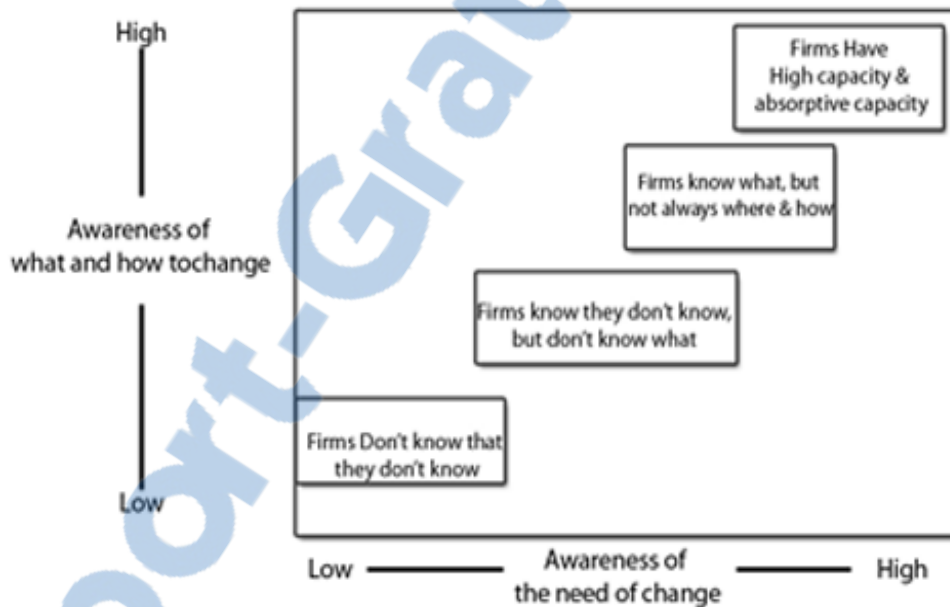 High
Firms Have
High capacity &
absorptive capacity
Firms know what, but
not always where & how
Awareness of
what and how tochange
Firms know they don't know,
but don't know what
Firms Don't know that
they don't know
Low
Low
Awareness of
the need of change
High